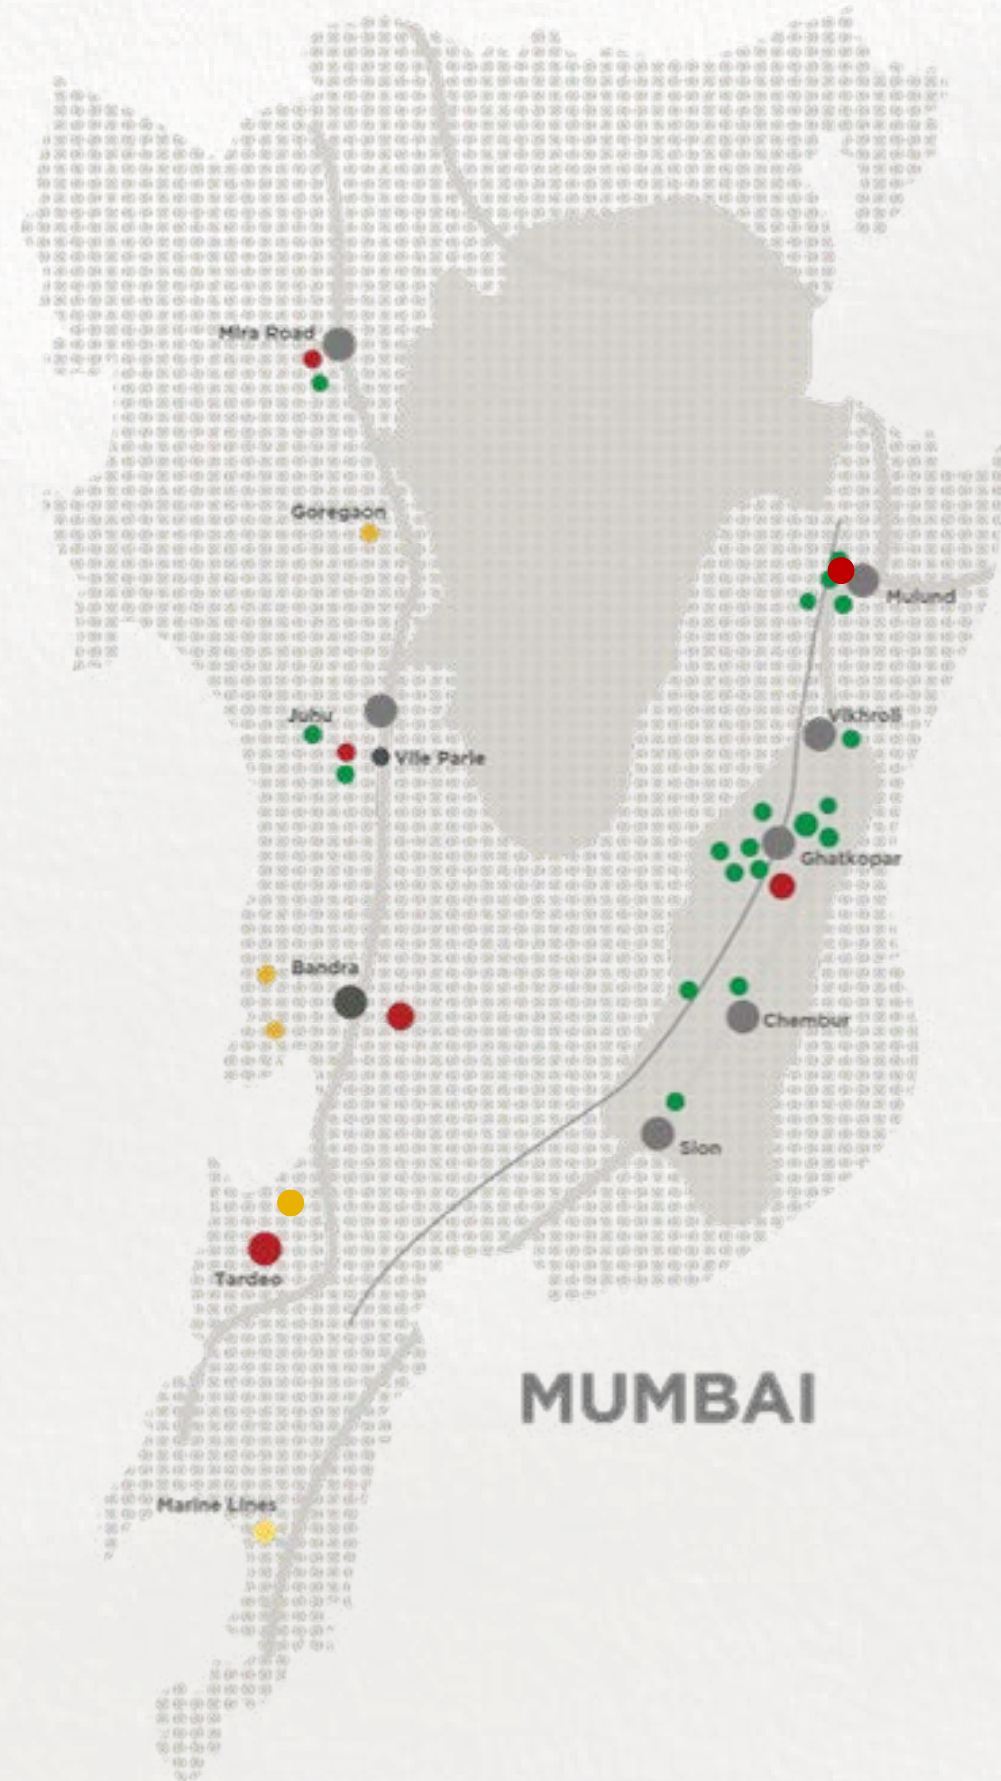 Mira Road
Goregaon
Mulund
Juhu
Vikhroli
Vile Parle
Ghatkopar
Bandra
Chembur
Sion
Tardeo
MUMBAI
Marine Lines